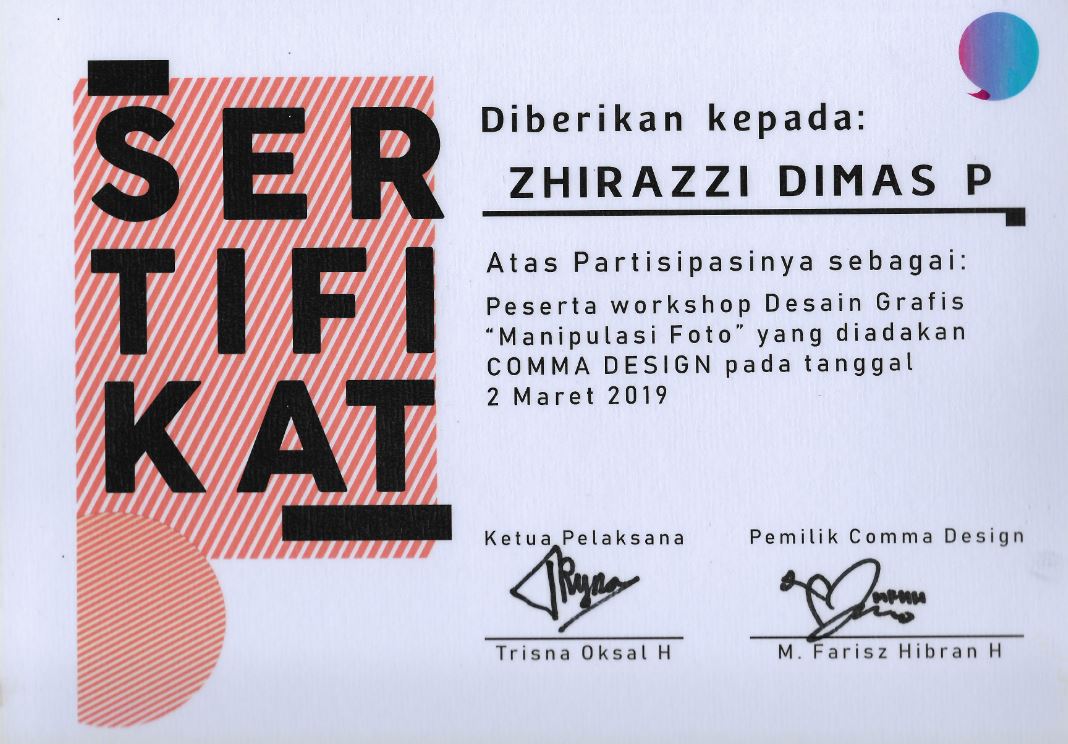 SER
TIFI
KAT
Diberikan kepada:
ZHIRAZZI DIMAS P
Atas Partisipasinya sebagai:
Peserta workshop Desain Grafis
“Manipulasi Foto” yang diadakan
COMMA DESIGN pada tanggal
2 Maret 2019
Ketua Pelaksana
Trisna Oksal H
Pemilik Comma Design
M. Farisz Hibran H